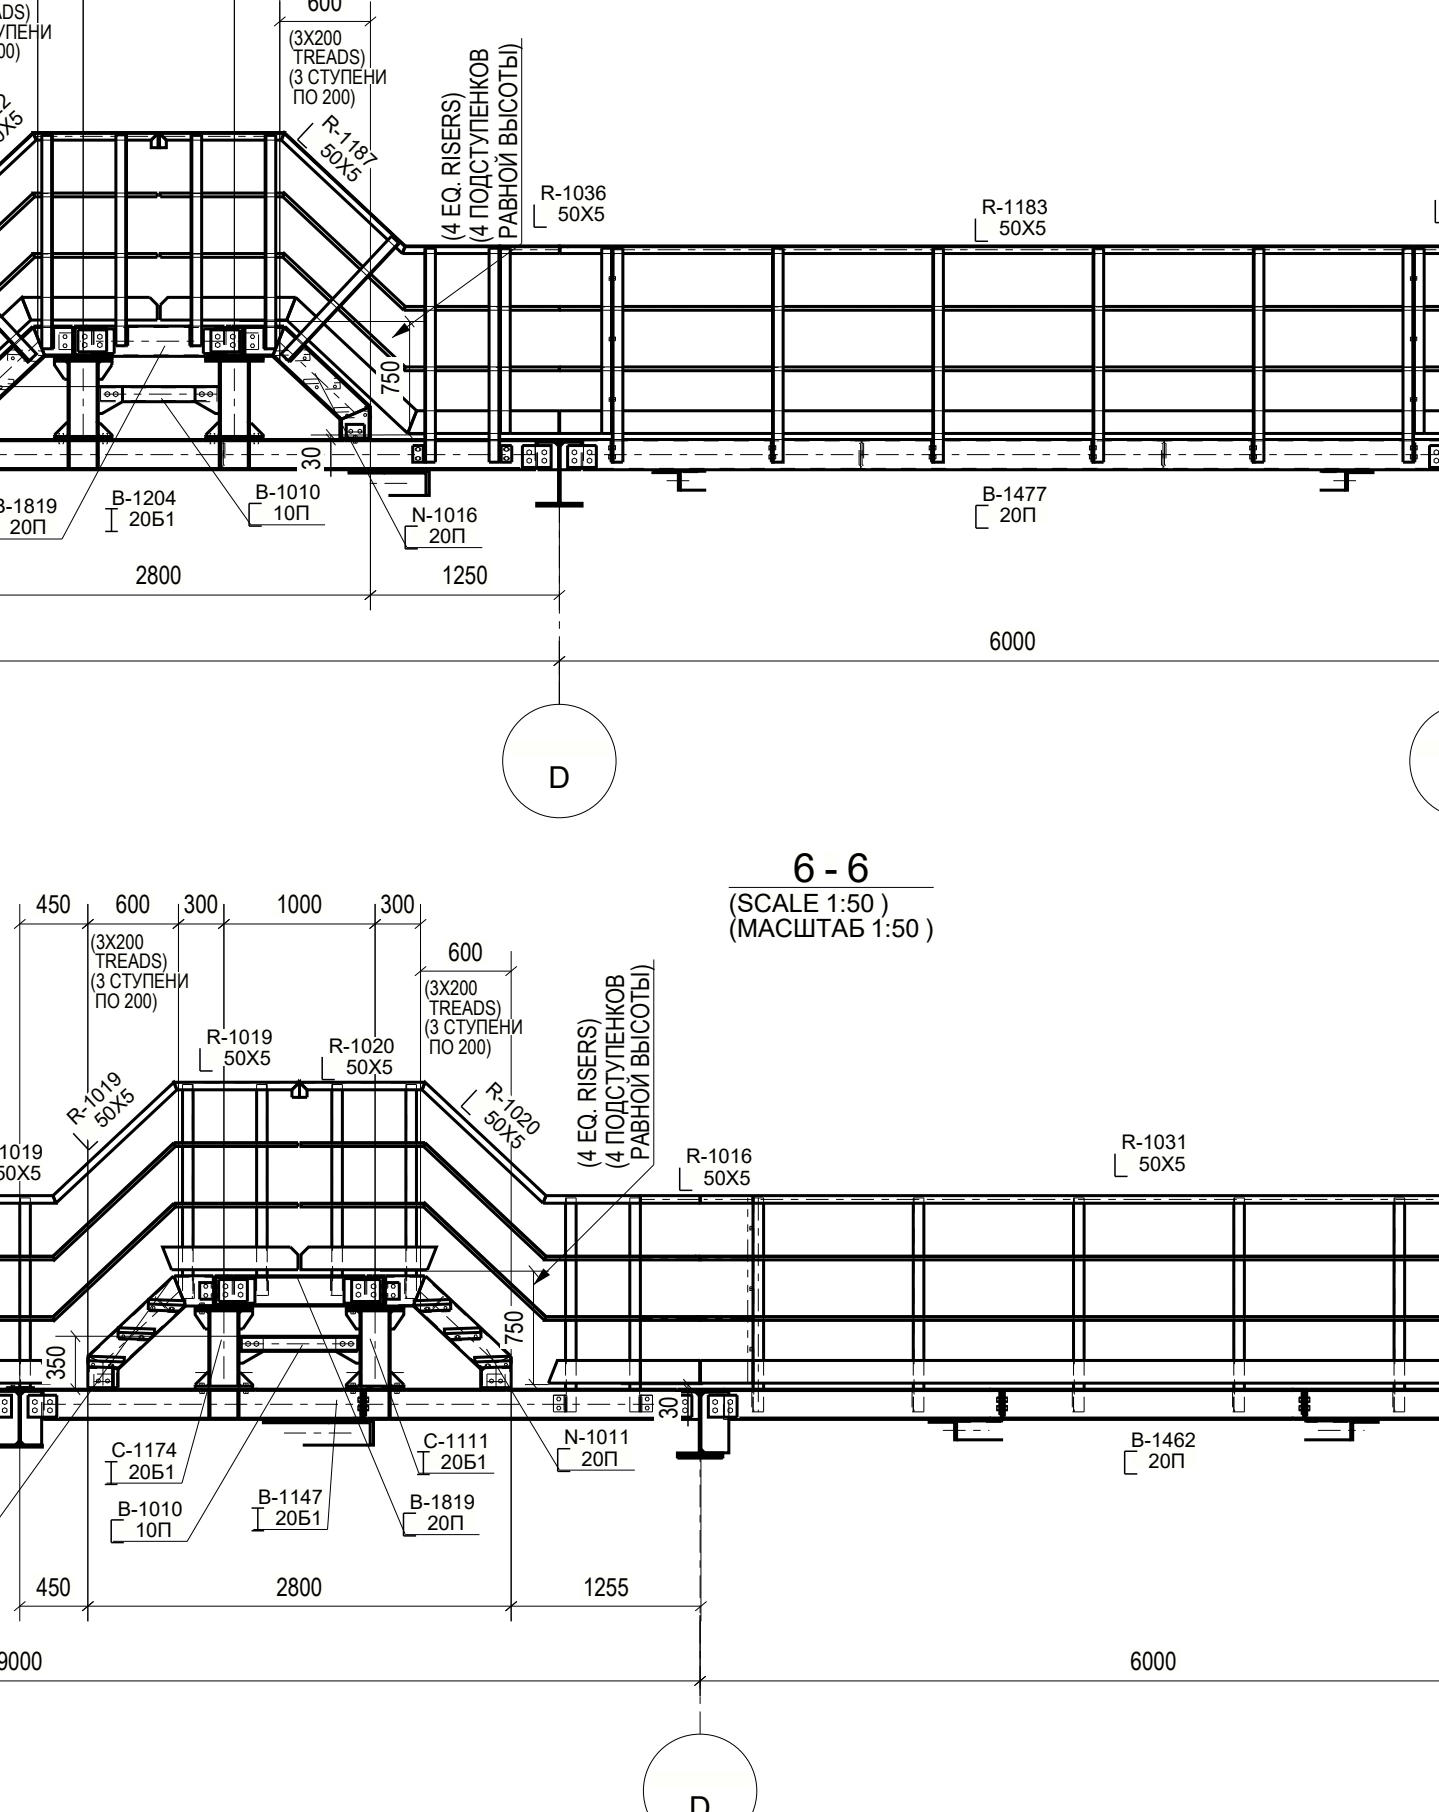 600
(3X200
TREADS)
(3 СТУПЕНИ
ПО 200)
R-1187
50X5
(4 EQ. RISERS)
(4 ПОДСТУПЕНКОВ
РАВНОЙ ВЫСОТЫ)
R-1036
50X5
R-1183
50X5
750
30
B-1819
20П
B-1204
20Б1
B-1010
10П
N-1016
20П
B-1477
20П
2800
1250
6000
D
6 - 6
(SCALE 1:50 )
(МАСШТАБ 1:50 )
450
600
300
1000
300
(3X200
TREADS)
(3 СТУПЕНИ
ПО 200)
600
(3X200
TREADS)
(3 СТУПЕНИ
ПО 200)
(4 EQ. RISERS)
(4 ПОДСТУПЕНКОВ
РАВНОЙ ВЫСОТЫ)
R-1019
50X5
R-1020
50X5
R-1019
50X5
R-1020
50X5
1019
50X5
R-1016
50X5
R-1031
50X5
350
750
30
C-1174
20Б1
C-1111
20Б1
N-1011
20П
B-1462
20П
B-1010
10П
B-1147
20Б1
B-1819
20П
450
2800
1255
9000
6000
D